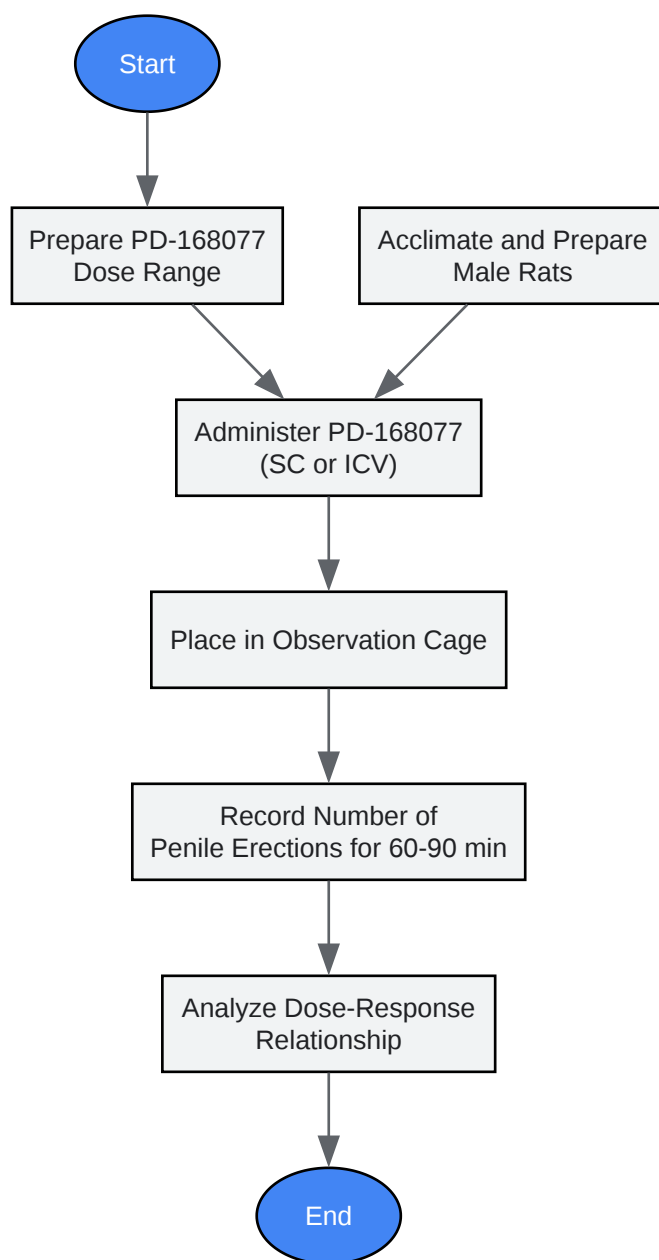 Start
Prepare PD-168077
Dose Range
Acclimate and Prepare
Male Rats
Administer PD-168077
(SC or ICV)
Place in Observation Cage
Record Number of
Penile Erections for 60-90 min
Analyze Dose-Response
Relationship
End